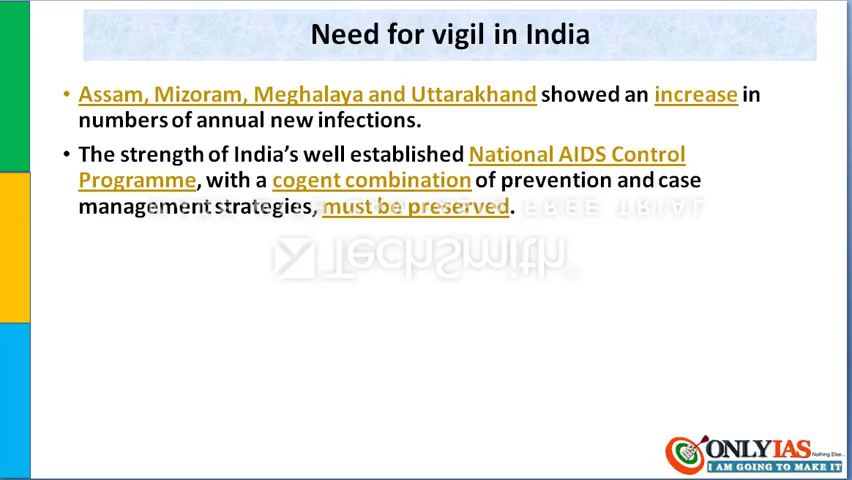 Need for vigil in India
• Assam, Mizoram, Meghalaya and Uttarakhand showed an increase in
numbers of annual new infections.
• The strength of India's well established National AIDS Control
Programme, with a cogent combination of prevention and case
management strategies, must be preserved.
FREE TRIAL
TechSmith
ONLYIAS
Nothing Else..
I AM GOING TO MAKE IT